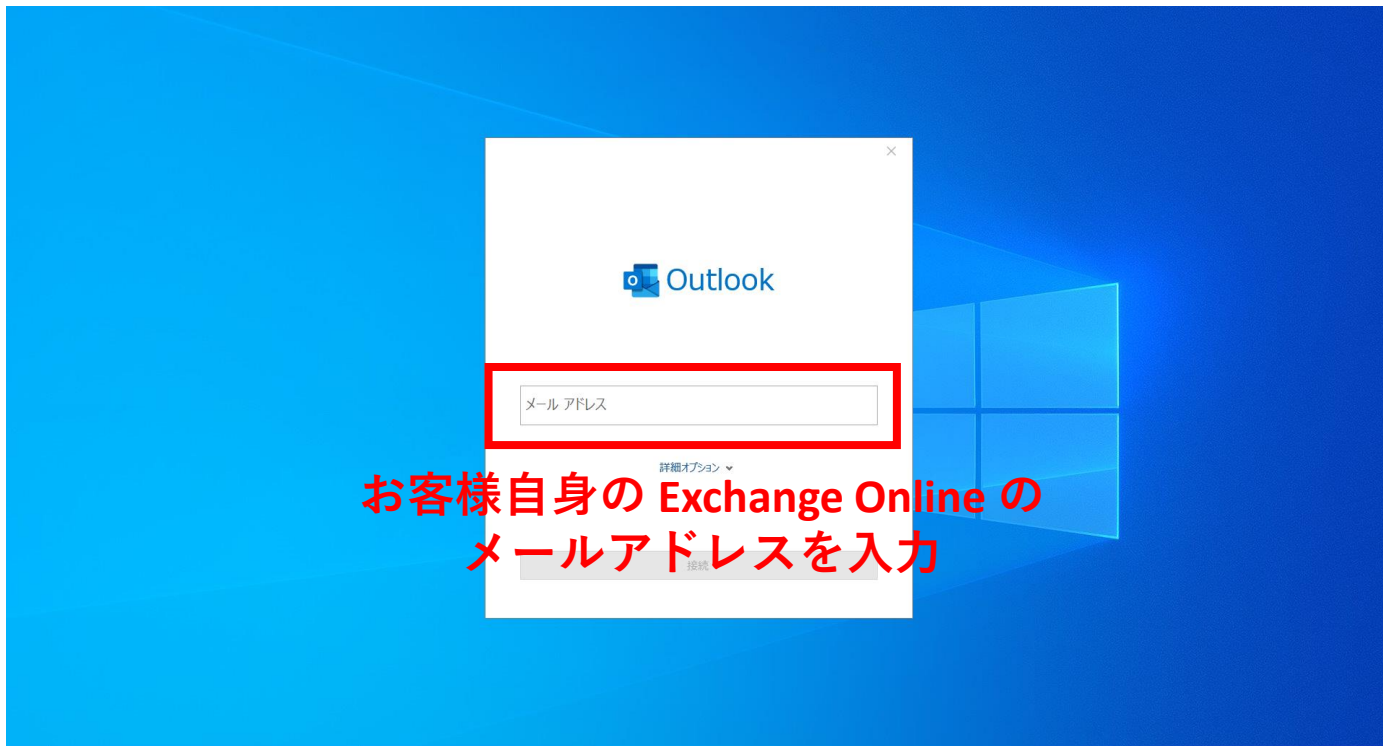 Outlook
メール アドレス
詳細オプション
お客様自身の Exchange Online の
メールアドレスを入力
接続